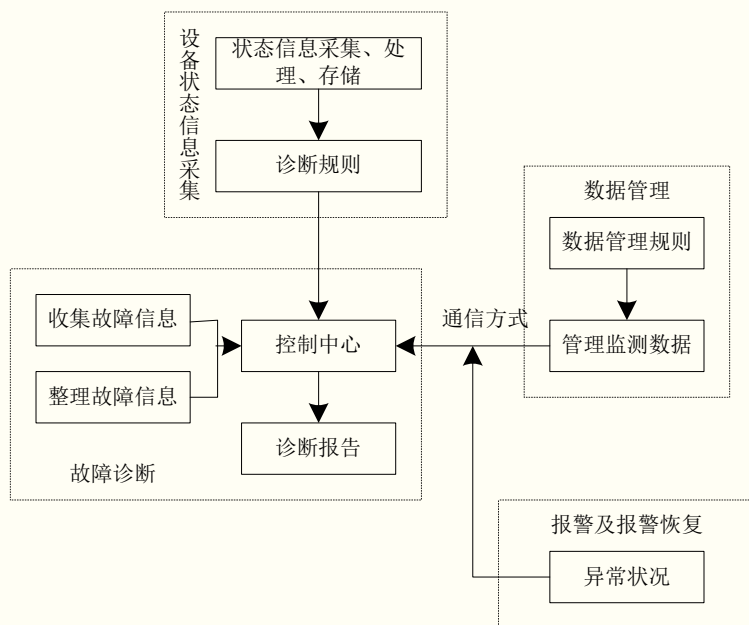 设备状态信息采集
状态信息采集、处
理、存储
诊断规则
数据管理
数据管理规则
管理监测数据
通信方式
收集故障信息
整理故障信息
控制中心
诊断报告
故障诊断
报警及报警恢复
异常状况